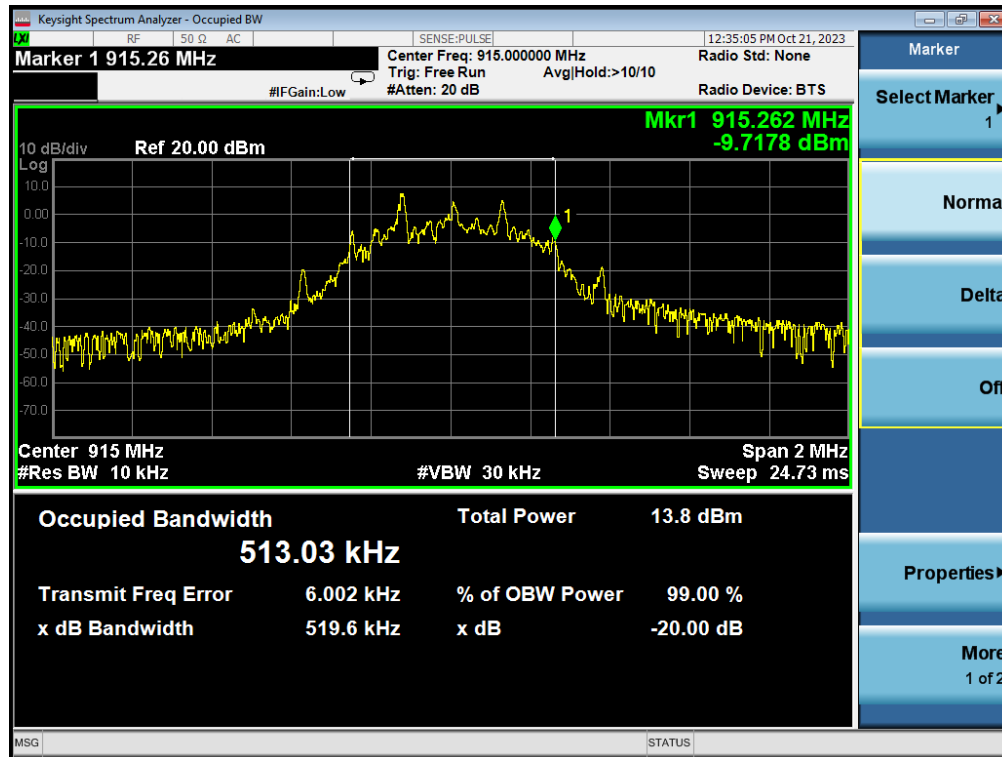 Keysight Spectrum Analyzer - Occupied BW
LXI RF 50 Ω AC SENSE:PULSE 12:35:05 PM Oct 21, 2023
Marker 1 915.26 MHz
Center Freq: 915.000000 MHz Radio Std: None
Trig: Free Run Avg|Hold:>10/10
#IFGain:Low #Atten: 20 dB Radio Device: BTS
Mkr1 915.262 MHz
-9.7178 dBm
10 dB/div Ref 20.00 dBm
Log
10.0
0.00
-10.0
-20.0
-30.0
-40.0
-50.0
-60.0
-70.0
1
Center 915 MHz Span 2 MHz
#Res BW 10 kHz #VBW 30 kHz Sweep 24.73 ms
Occupied Bandwidth Total Power 13.8 dBm
513.03 kHz
Transmit Freq Error 6.002 kHz % of OBW Power 99.00 %
x dB Bandwidth 519.6 kHz x dB -20.00 dB
MSG STATUS
Marker
Select Marker
1
Norma
Delta
Off
Properties
More
1 of 2